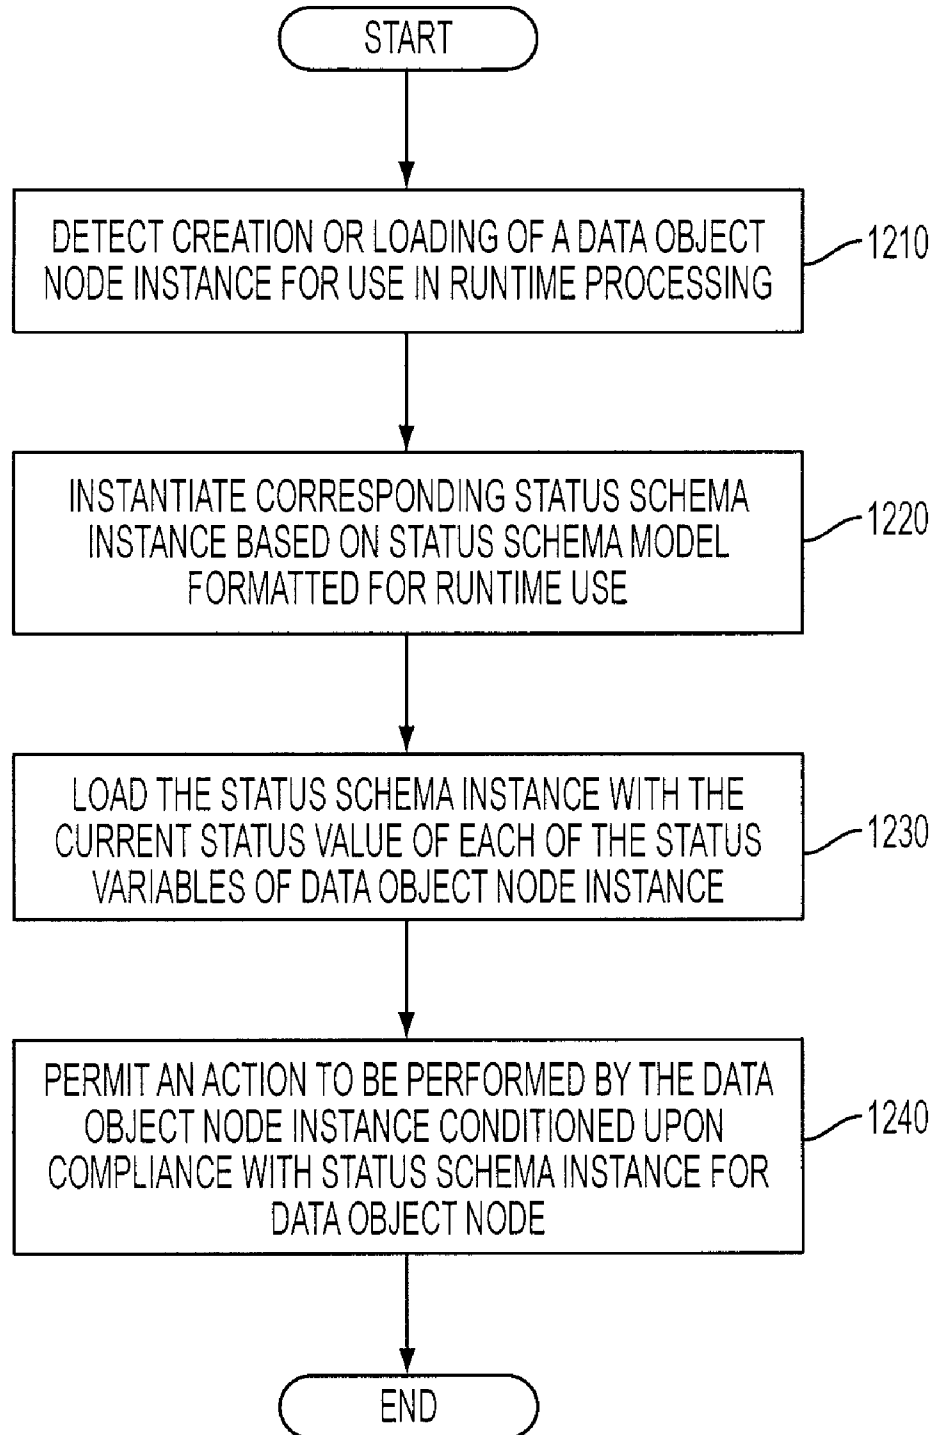 START
DETECT CREATION OR LOADING OF A DATA OBJECT
NODE INSTANCE FOR USE IN RUNTIME PROCESSING
1210
INSTANTIATE CORRESPONDING STATUS SCHEMA
INSTANCE BASED ON STATUS SCHEMA MODEL
FORMATTED FOR RUNTIME USE
1220
LOAD THE STATUS SCHEMA INSTANCE WITH THE
CURRENT STATUS VALUE OF EACH OF THE STATUS
VARIABLES OF DATA OBJECT NODE INSTANCE
1230
PERMIT AN ACTION TO BE PERFORMED BY THE DATA
OBJECT NODE INSTANCE CONDITIONED UPON
COMPLIANCE WITH STATUS SCHEMA INSTANCE FOR
DATA OBJECT NODE
1240
END